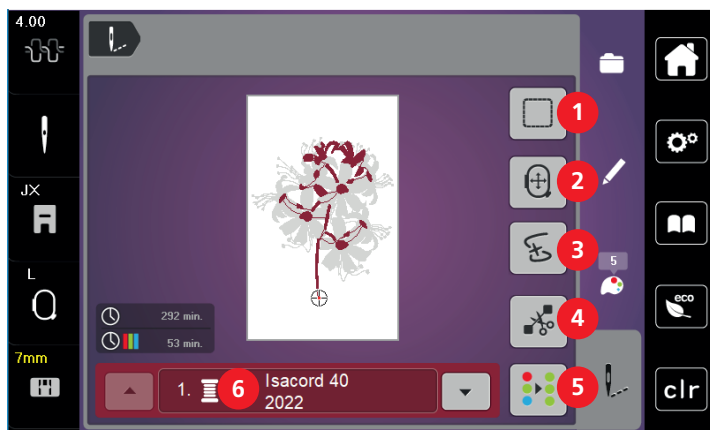 4.00
JX
L
7mm
292 min.
53 min.
1. 6 Isacord 40
2022
1
2
3
4
5
5
eco
clr